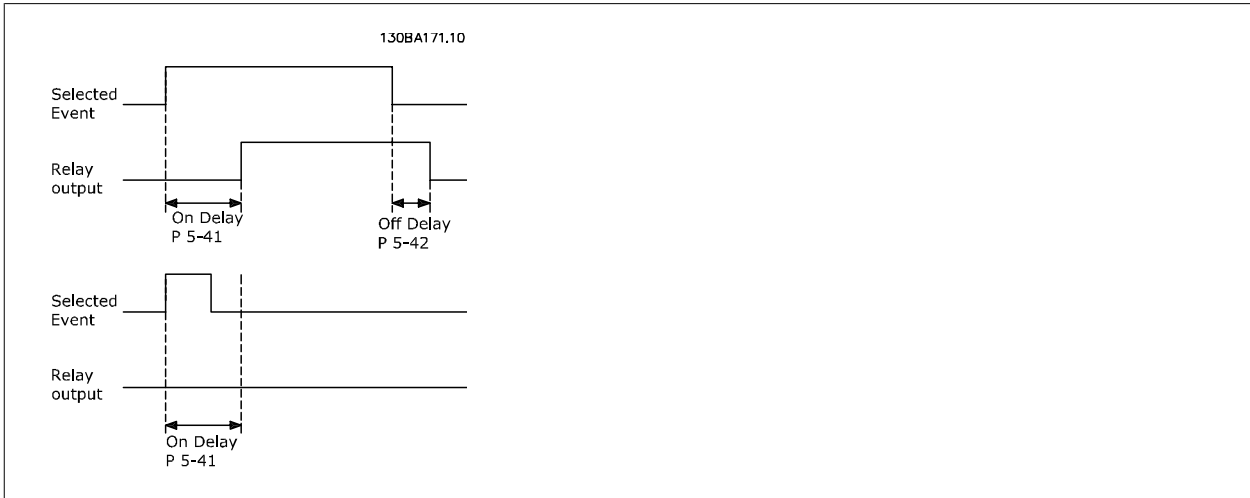 130BA171.10
Selected
Event
Relay
output
On Delay
P 5-41
Off Delay
P 5-42
Selected
Event
Relay
output
On Delay
P 5-41